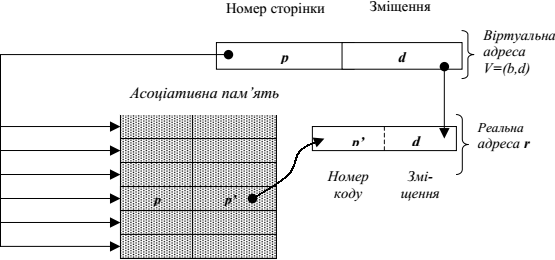 Номер сторінки
Зміщення
p
d
Віртуальна
адреса
V=(b,d)
Асоціативна пам’ять
p’
d
Реальна
адреса r
Номер
коду
Змі-
щення
p
p’